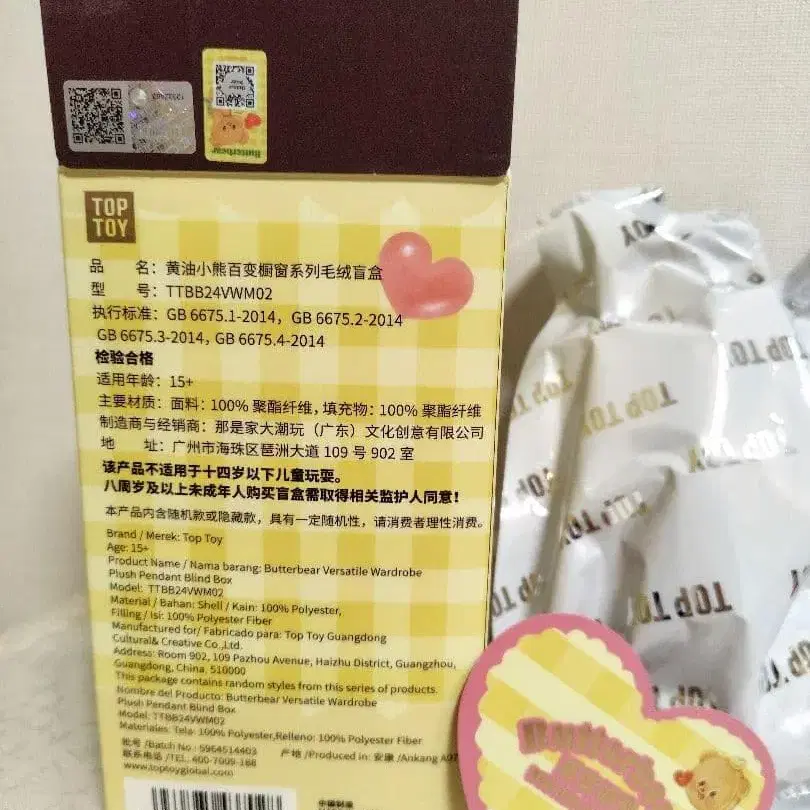 Butterbear
TOP
TOY
品 名：黄油小熊百变橱窗系列毛绒盲盒
型 号：TTBB24VWM02
执行标准：GB 6675.1-2014，GB 6675.2-2014
GB 6675.3-2014，GB 6675.4-2014
检验合格
适用年龄：15+
主要材质：面料：100% 聚酯纤维，填充物：100% 聚脂纤维
制造商与经销商：那是家大潮玩（广东）文化创意有限公司
地 址：广州市海珠区琶洲大道 109 号 902 室
该产品不适用于十四岁以下儿童玩耍。
八周岁及以上未成年人购买盲盒需取得相关监护人同意！
本产品内含随机款或隐藏款，具有一定随机性，请消费者理性消费。
Brand / Merek: Top Toy
Age: 15+
Product Name / Nama barang: Butterbear Versatile Wardrobe
Plush Pendant Blind Box
Model: TTBB24VWM02
Material / Bahan: Shell / Kain: 100% Polyester,
Filling / Isi: 100% Polyester Fiber
Manufactured for/ Fabricado para: Top Toy Guangdong
Cultural& Creative Co.,Ltd.
Address: Room 902, 109 Pazhou Avenue, Haizhu District, Guangzhou,
Guangdong, China, 510000
This package contains random styles from this series of products.
Nombre del Producto: Butterbear Versatile Wardrobe
Plush Pendant Blind Box
Model: TTBB24VWM02
Materiales: Tela: 100% Polyester,Relleno: 100% Polyester Fiber
批号 /Batch No : 5964514403 产地 /Produced in: 安康 /Ankang A07
联系电话 /TEL: 400-7009-168
www.toptoyglobal.com
中国制造
TOP TOY
TOP TOY
TOP TOY
TOP TOY
TOP TOY
TOP TOY